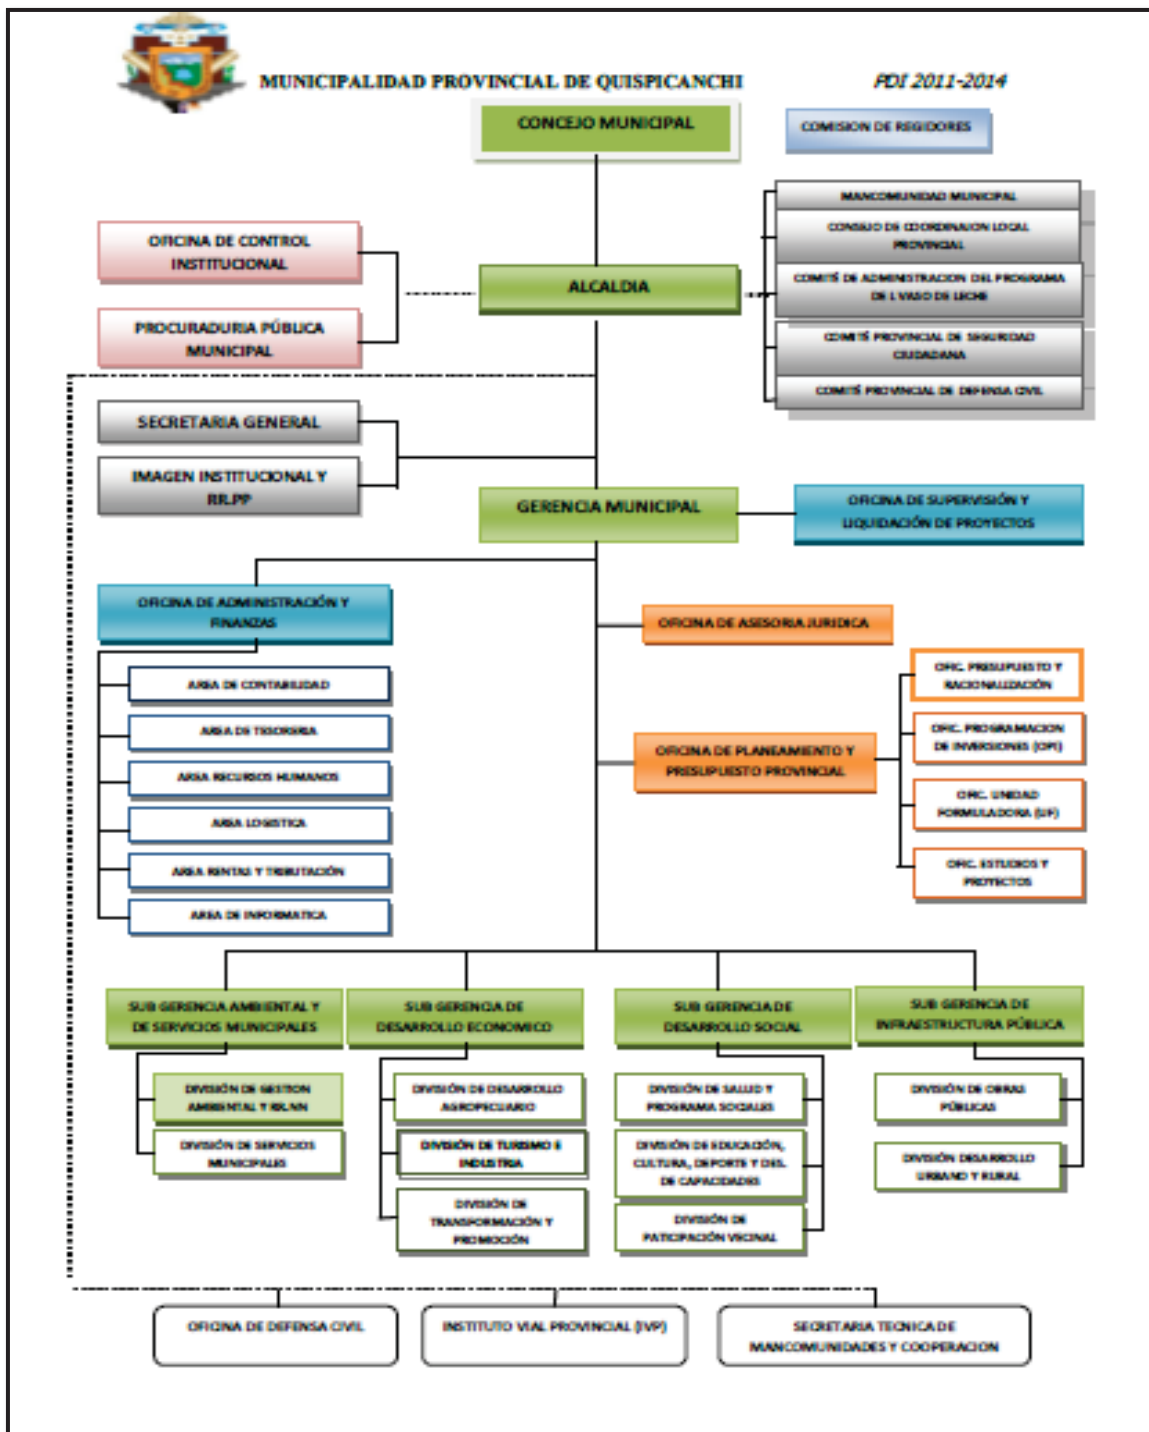 MUNICIPALIDAD PROVINCIAL DE QUISPICANCHI
PDI 2011-2014
CONCEJO MUNICIPAL
COMISION DE REGIDORES
MANCOMUNIDAD MUNICIPAL
CONSEJO DE COORDINAION LOCAL
PROVINCIAL
COMITÉ DE ADMINISTRACION DEL PROGRAMA
DE L VASO DE LECHE
COMITÉ PROVINCIAL DE SEGURIDAD
CIUDADANA
COMITÉ PROVINCIAL DE DEFENSA CIVIL
OFICINA DE CONTROL
INSTITUCIONAL
ALCALDIA
PROCURADURIA PÚBLICA
MUNICIPAL
SECRETARIA GENERAL
IMAGEN INSTITUCIONAL Y
RR.PP
GERENCIA MUNICIPAL
OFICINA DE SUPERVISIÓN Y
LIQUIDACIÓN DE PROYECTOS
OFICINA DE ADMINISTRACIÓN Y
FINANZAS
AREA DE CONTABILIDAD
AREA DE TESORERIA
AREA RECURSOS HUMANOS
AREA LOGISTICA
AREA RENTAS Y TRIBUTACIÓN
AREA DE INFORMATICA
OFICINA DE ASESORIA JURIDICA
OFICINA DE PLANEAMIENTO Y
PRESUPUESTO PROVINCIAL
OFIC. PRESUPUESTO Y
RACIONALIZACIÓN
OFIC. PROGRAMACION
DE INVERSIONES (OPI)
OFIC. UNIDAD
FORMULADORA (UF)
OFIC. ESTUDIOS Y
PROYECTOS
SUB GERENCIA AMBIENTAL Y
DE SERVICIOS MUNICIPALES
DIVISIÓN DE GESTION
AMBIENTAL Y RR.NN
DIVISIÓN DE SERVICIOS
MUNICIPALES
SUB GERENCIA DE
DESARROLLO ECONOMICO
DIVISIÓN DE DESARROLLO
AGROPECUARIO
DIVISIÓN DE TURISMO E
INDUSTRIA
DIVISIÓN DE
TRANSFORMACIÓN Y
PROMOCIÓN
SUB GERENCIA DE
DESARROLLO SOCIAL
DIVISIÓN DE SALUD Y
PROGRAMA SOCIALES
DIVISIÓN DE EDUCACIÓN,
CULTURA, DEPORTE Y DES.
DE CAPACIDADES
DIVISIÓN DE
PATICIPACIÓN VECINAL
SUB GERENCIA DE
INFRAESTRUCTURA PÚBLICA
DIVISIÓN DE OBRAS
PÚBLICAS
DIVISIÓN DESARROLLO
URBANO Y RURAL
OFICINA DE DEFENSA CIVIL
INSTITUTO VIAL PROVINCIAL (IVP)
SECRETARIA TECNICA DE
MANCOMUNIDADES Y COOPERACION